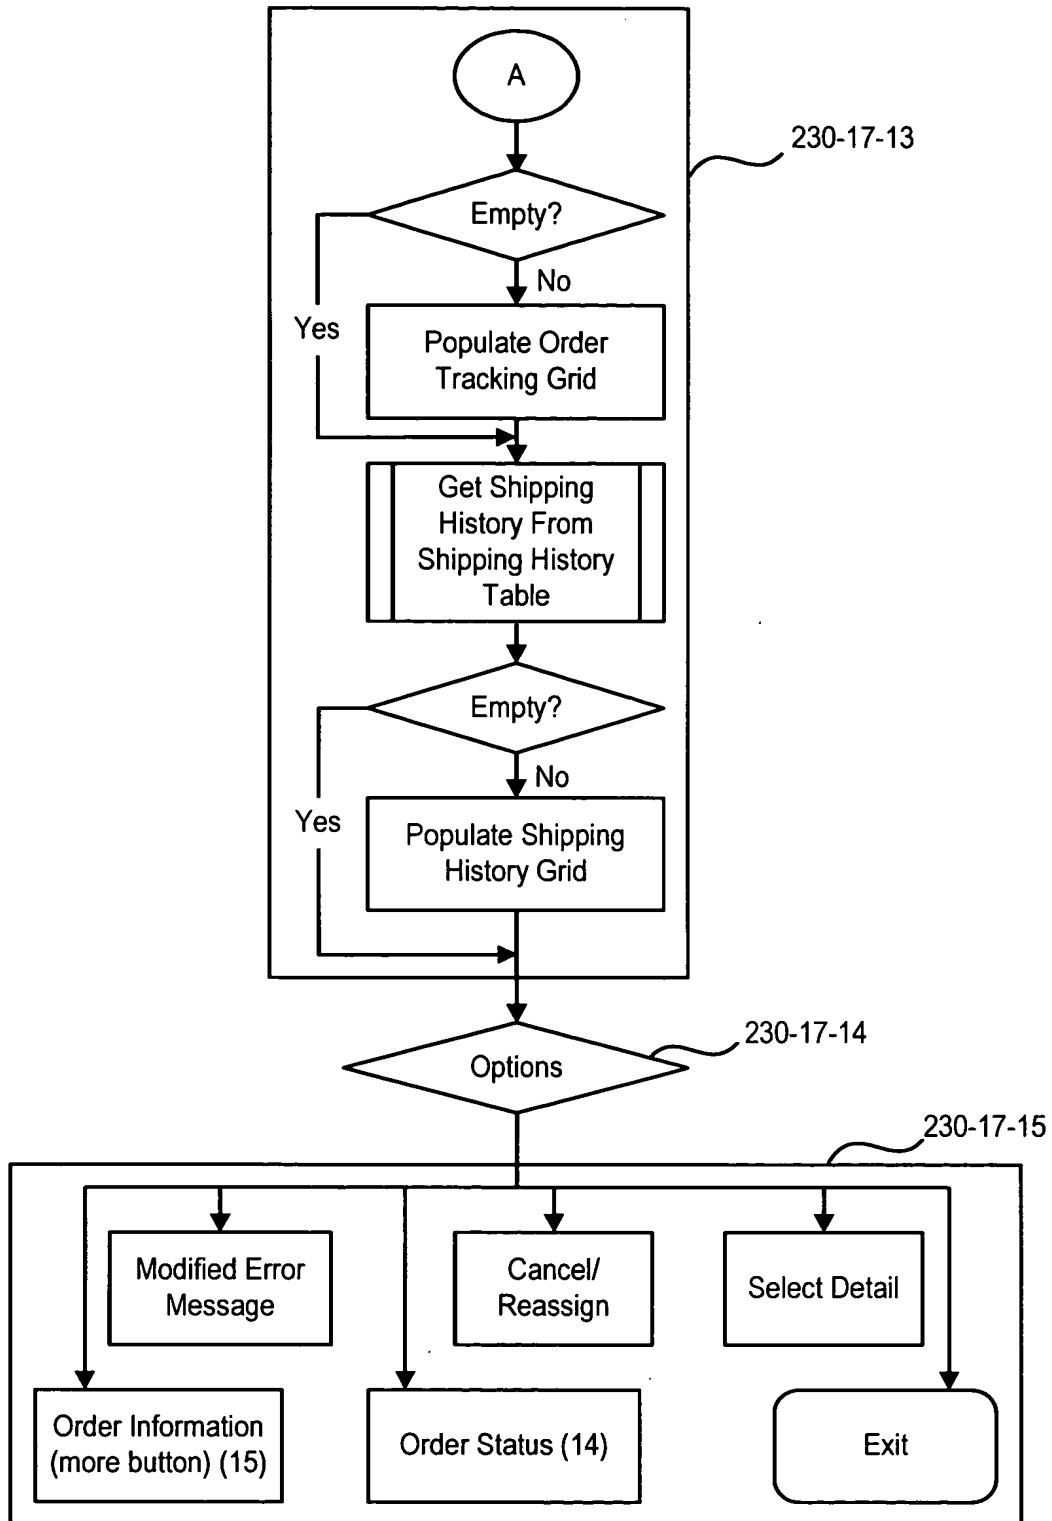 A
230-17-13
Empty?
No
Yes
Populate Order
Tracking Grid
Get Shipping
History From
Shipping History
Table
Empty?
No
Yes
Populate Shipping
History Grid
230-17-14
Options
230-17-15
Modified Error
Message
Cancel/
Reassign
Select Detail
Order Information
(more button) (15)
Order Status (14)
Exit